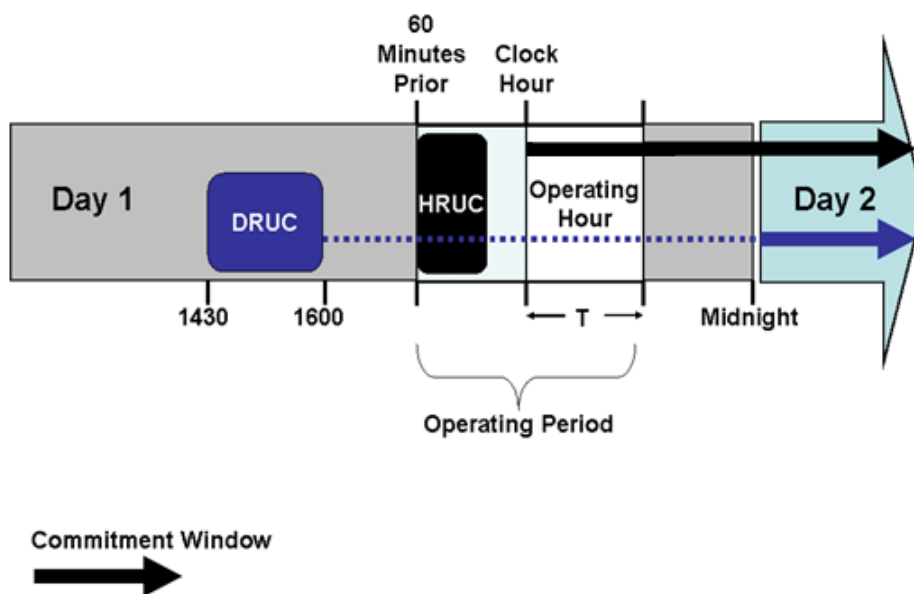 60
Minutes
Prior
Clock
Hour
Day 1
DRUC
HRUC
Operating
Hour
Day 2
1430
1600
T
Midnight
Operating Period
Commitment Window